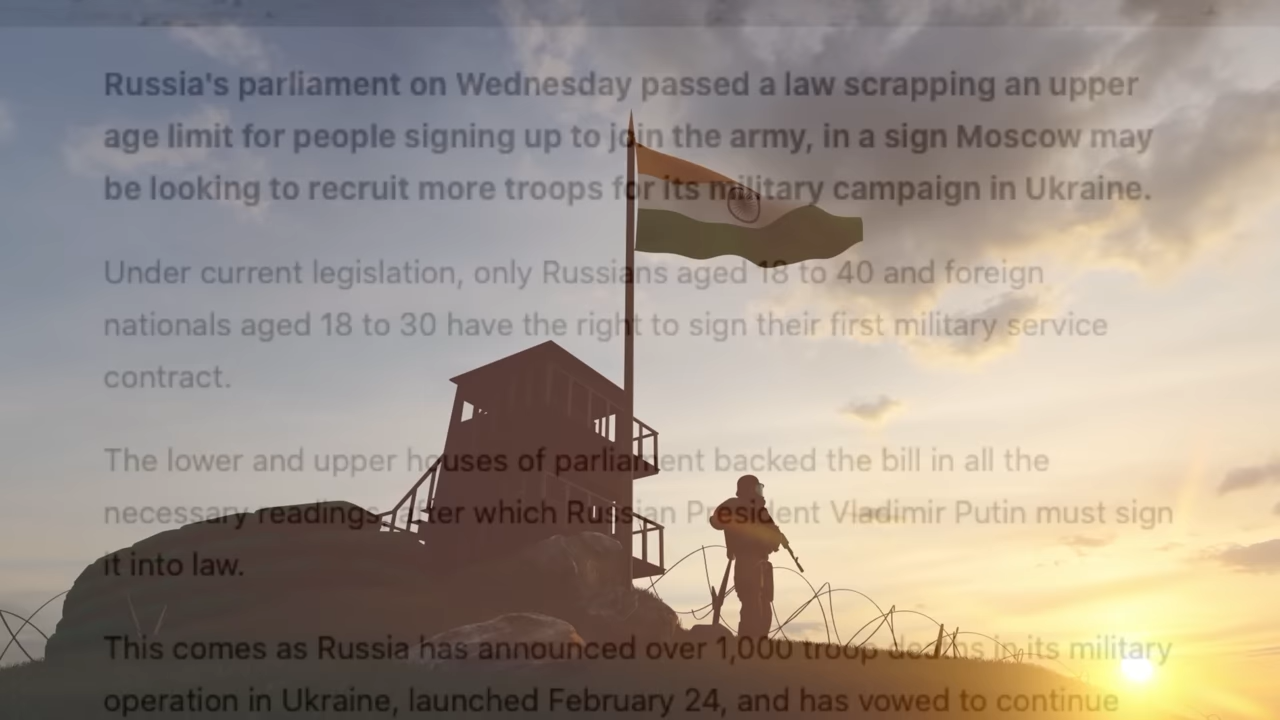 Russia's parliament on Wednesday passed a law scrapping an upper
age limit for people signing up to join the army, in a sign Moscow may
be looking to recruit more troops for its military campaign in Ukraine.
Under current legislation, only Russians aged 18 to 40 and foreign
nationals aged 18 to 30 have the right to sign their first military service
contract.
The lower and upper houses of parliament backed the bill in all the
necessary readings after which Russian President Vladimir Putin must sign
it into law.
This comes as Russia has announced over 1,000 troop deaths in its military
operation in Ukraine, launched February 24, and has vowed to continue